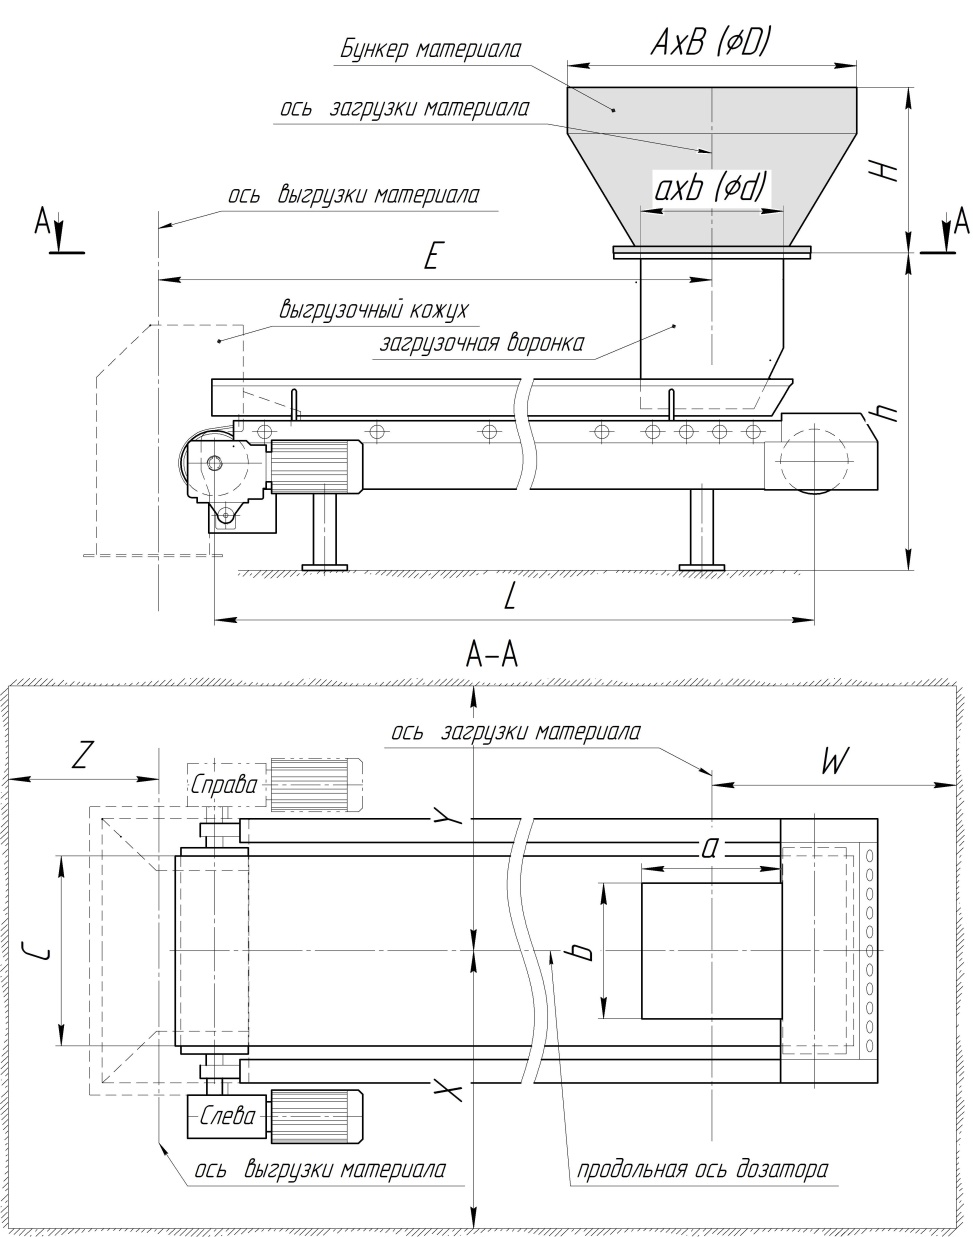 AxB (⌀D)
Бункер материала
ось загрузки материала
H
ось выгрузки материала
axb (⌀d)
A
A
E
выгрузочный кожух
загрузочная воронка
h
L
A–A
ось загрузки материала
Z
W
Справа
Y
a
C
b
X
Слева
ось выгрузки материала
продольная ось дозатора